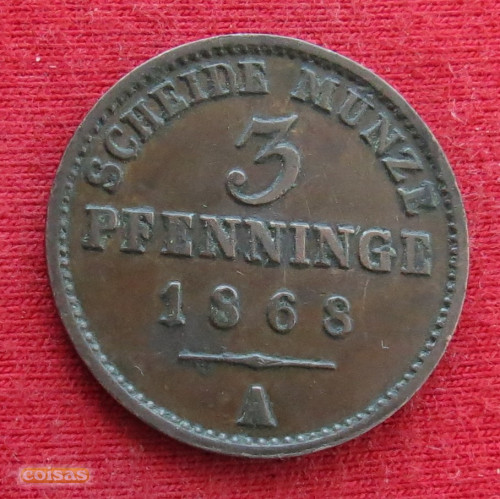 SCHEIDE MÜNZE
3
PFENNINGE
1868
A
coisas